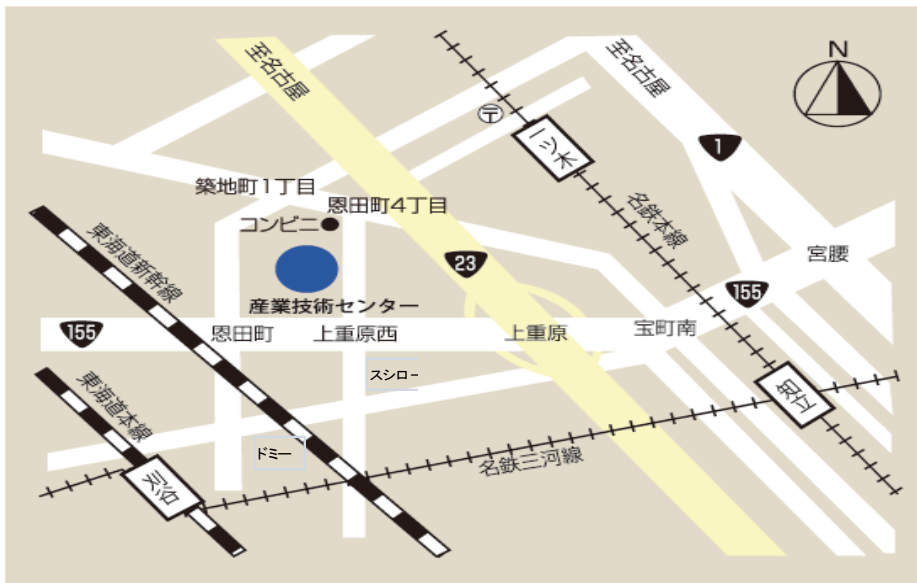 N
至名古屋
至名古屋
〒
一ツ木
1
築地町1丁目
恩田町4丁目
コンビニ
名鉄本線
東海道新幹線
宮腰
23
産業技術センター
155
155
恩田町
上重原西
上重原
宝町南
スシロー
東海道本線
知立
ドミー
名鉄三河線
刈谷